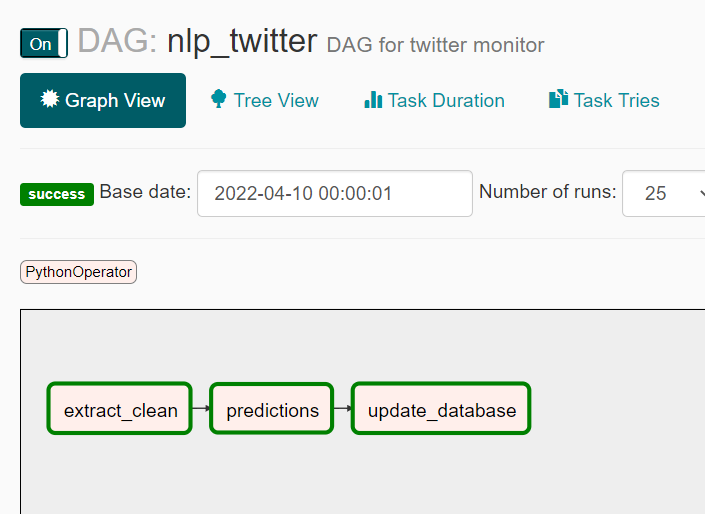 On DAG: nlp_twitter DAG for twitter monitor
Graph View Tree View Task Duration Task Tries
success Base date: 2022-04-10 00:00:01 Number of runs: 25
PythonOperator
extract_clean predictions update_database